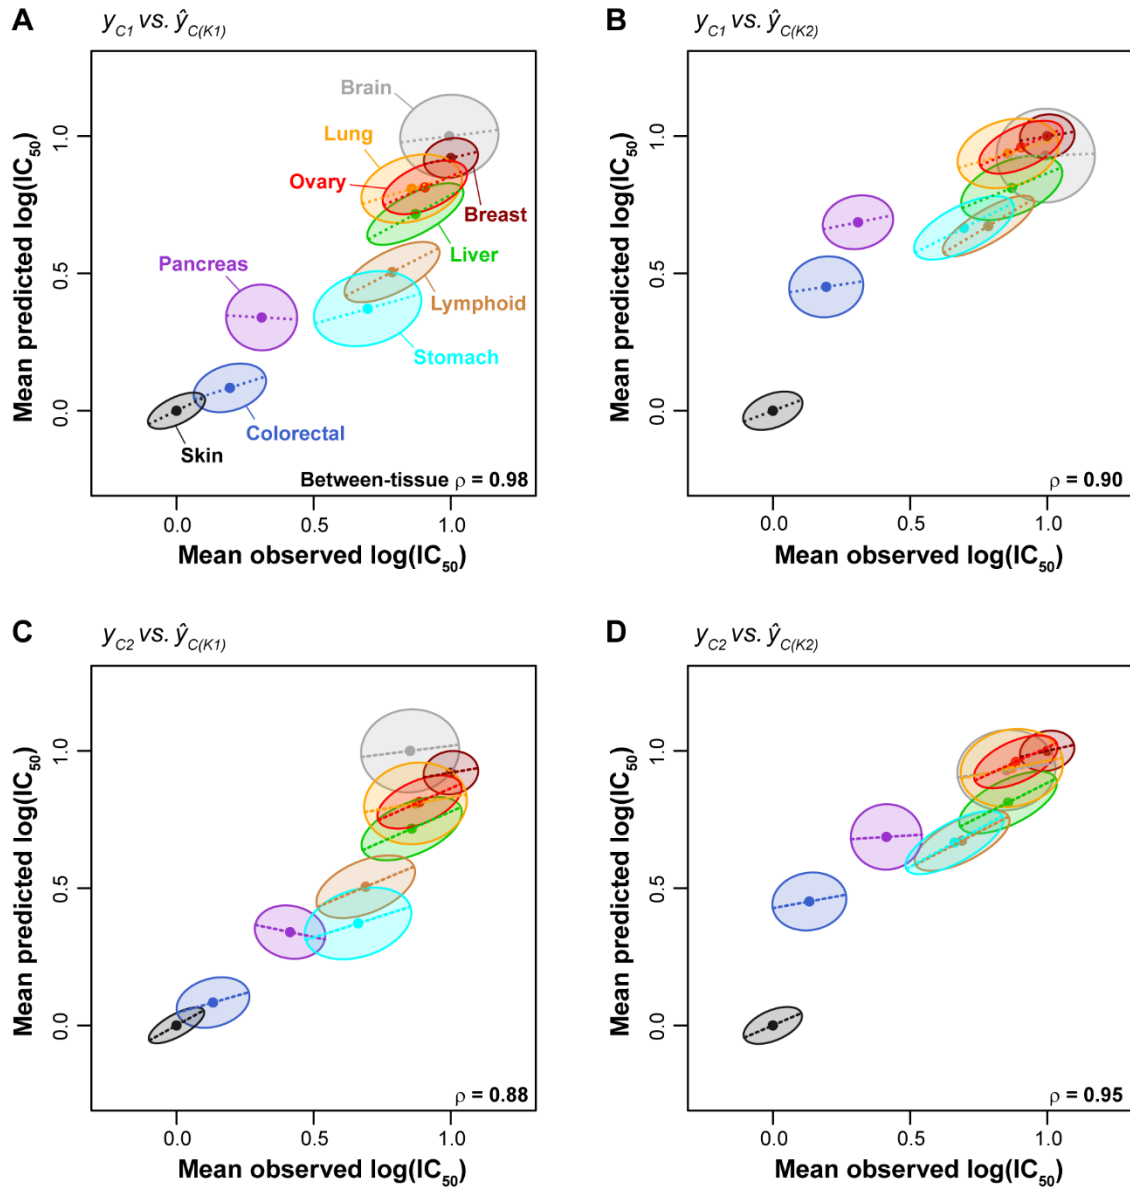 A
y_C1 vs. ŷ_C(K1)
Mean predicted log(IC50)
1.0
0.5
0.0
Brain
Lung
Ovary
Breast
Liver
Pancreas
Lymphoid
Stomach
Colorectal
Skin
Between-tissue ρ = 0.98
0.0 0.5 1.0
Mean observed log(IC50)
B
y_C1 vs. ŷ_C(K2)
Mean predicted log(IC50)
1.0
0.5
0.0
ρ = 0.90
0.0 0.5 1.0
Mean observed log(IC50)
C
y_C2 vs. ŷ_C(K1)
Mean predicted log(IC50)
1.0
0.5
0.0
ρ = 0.88
0.0 0.5 1.0
Mean observed log(IC50)
D
y_C2 vs. ŷ_C(K2)
Mean predicted log(IC50)
1.0
0.5
0.0
ρ = 0.95
0.0 0.5 1.0
Mean observed log(IC50)